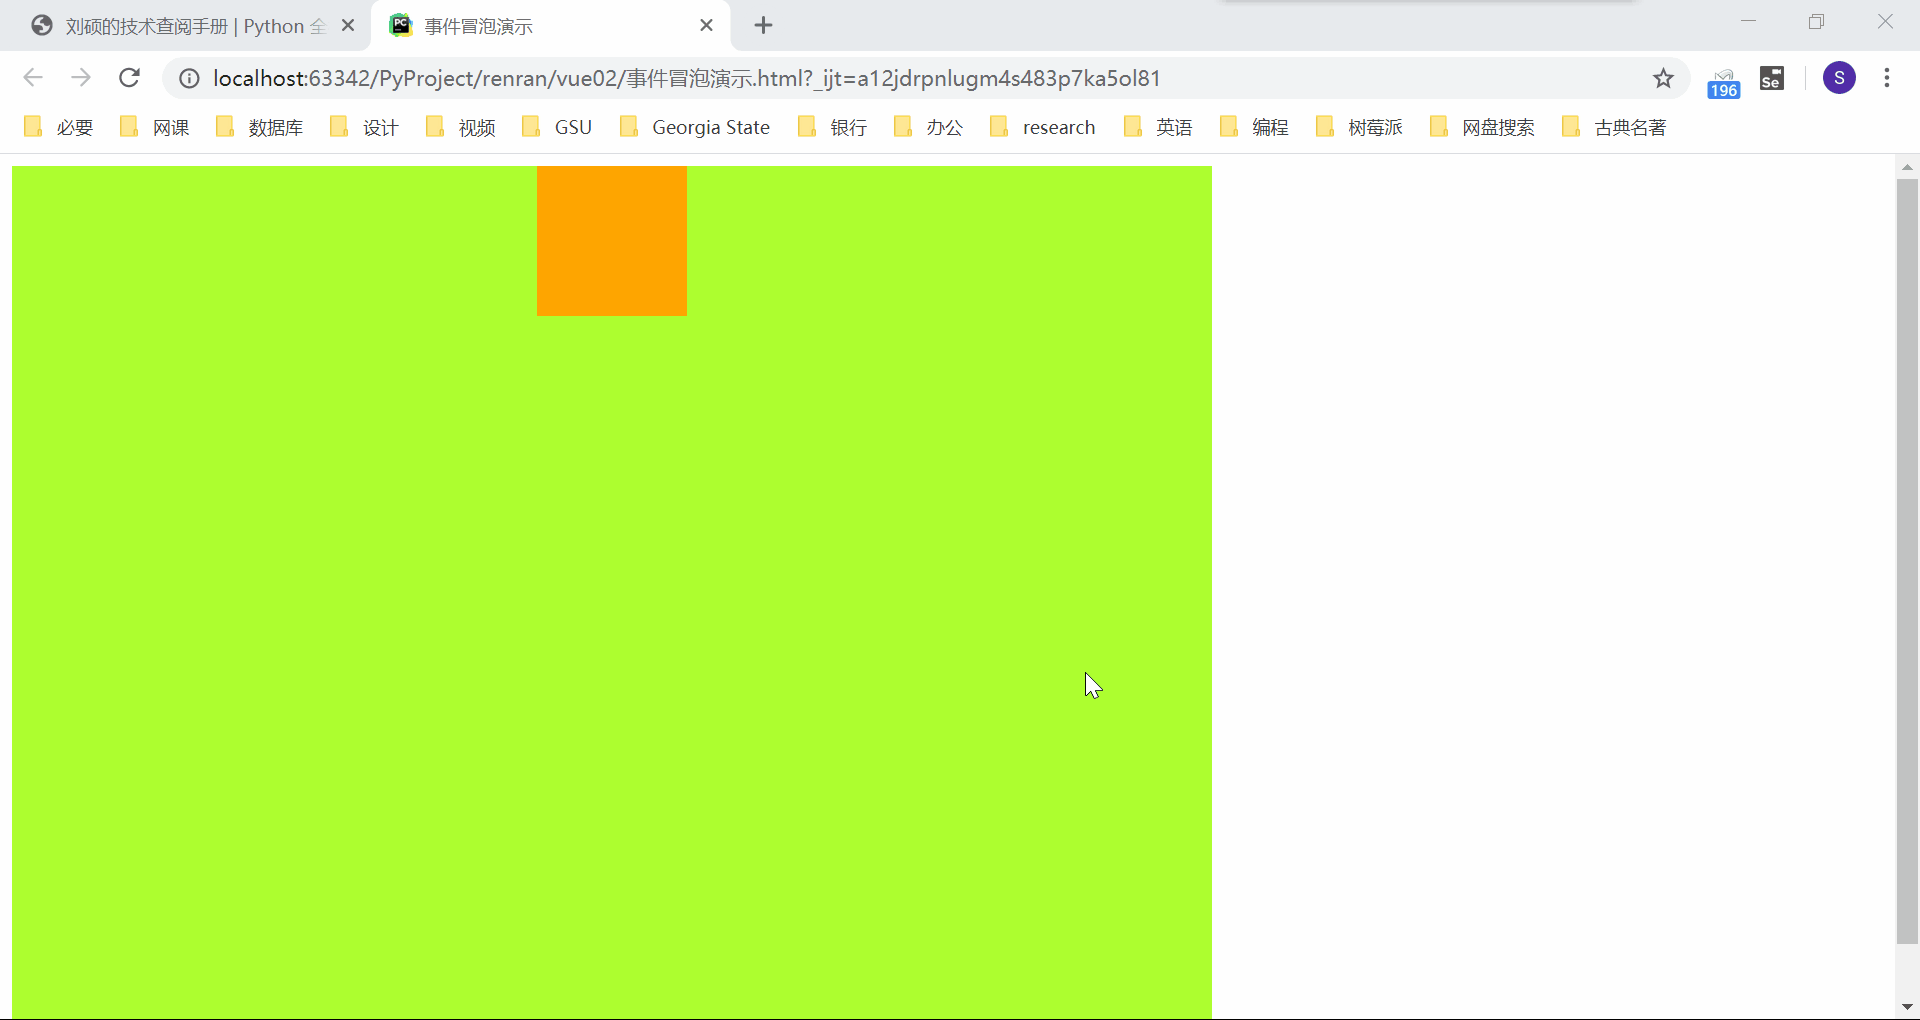 刘硕的技术查阅手册 | Python 全
事件冒泡演示
localhost:63342/PyProject/renran/vue02/事件冒泡演示.html?_ijt=a12jdrpnlugm4s483p7ka5ol81
196
Se
S
必要 网课 数据库 设计 视频 GSU Georgia State 银行 办公 research 英语 编程 树莓派 网盘搜索 古典名著